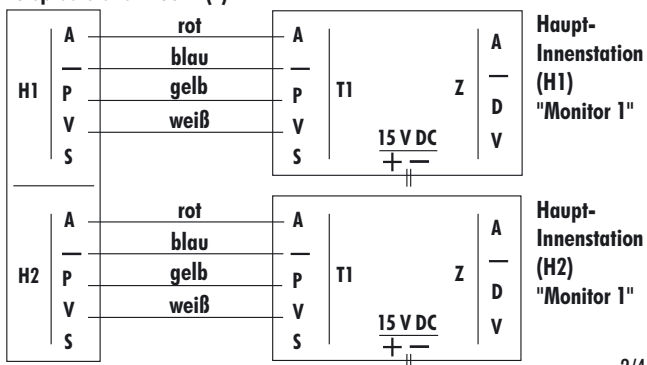 rot
A A A
blau
— — —
H1 P gelb P T1 Z D
V weiß V 15 V DC V
S S + —
Haupt-
Innenstation
(H1)
"Monitor 1"
rot
A A A
blau
— — —
H2 P gelb P T1 Z D
V weiß V 15 V DC V
S S + —
Haupt-
Innenstation
(H2)
"Monitor 1"